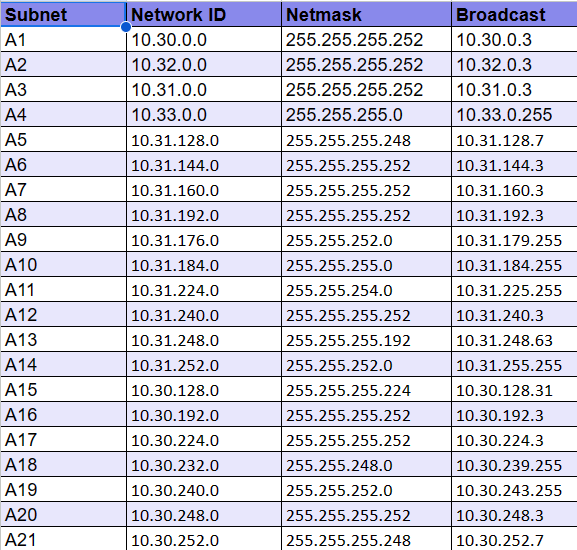 Subnet Network ID Netmask Broadcast
A1 10.30.0.0 255.255.255.252 10.30.0.3
A2 10.32.0.0 255.255.255.252 10.32.0.3
A3 10.31.0.0 255.255.255.252 10.31.0.3
A4 10.33.0.0 255.255.255.0 10.33.0.255
A5 10.31.128.0 255.255.255.248 10.31.128.7
A6 10.31.144.0 255.255.255.252 10.31.144.3
A7 10.31.160.0 255.255.255.252 10.31.160.3
A8 10.31.192.0 255.255.255.252 10.31.192.3
A9 10.31.176.0 255.255.252.0 10.31.179.255
A10 10.31.184.0 255.255.255.0 10.31.184.255
A11 10.31.224.0 255.255.254.0 10.31.225.255
A12 10.31.240.0 255.255.255.252 10.31.240.3
A13 10.31.248.0 255.255.255.192 10.31.248.63
A14 10.31.252.0 255.255.252.0 10.31.255.255
A15 10.30.128.0 255.255.255.224 10.30.128.31
A16 10.30.192.0 255.255.255.252 10.30.192.3
A17 10.30.224.0 255.255.255.252 10.30.224.3
A18 10.30.232.0 255.255.248.0 10.30.239.255
A19 10.30.240.0 255.255.252.0 10.30.243.255
A20 10.30.248.0 255.255.255.252 10.30.248.3
A21 10.30.252.0 255.255.255.248 10.30.252.7